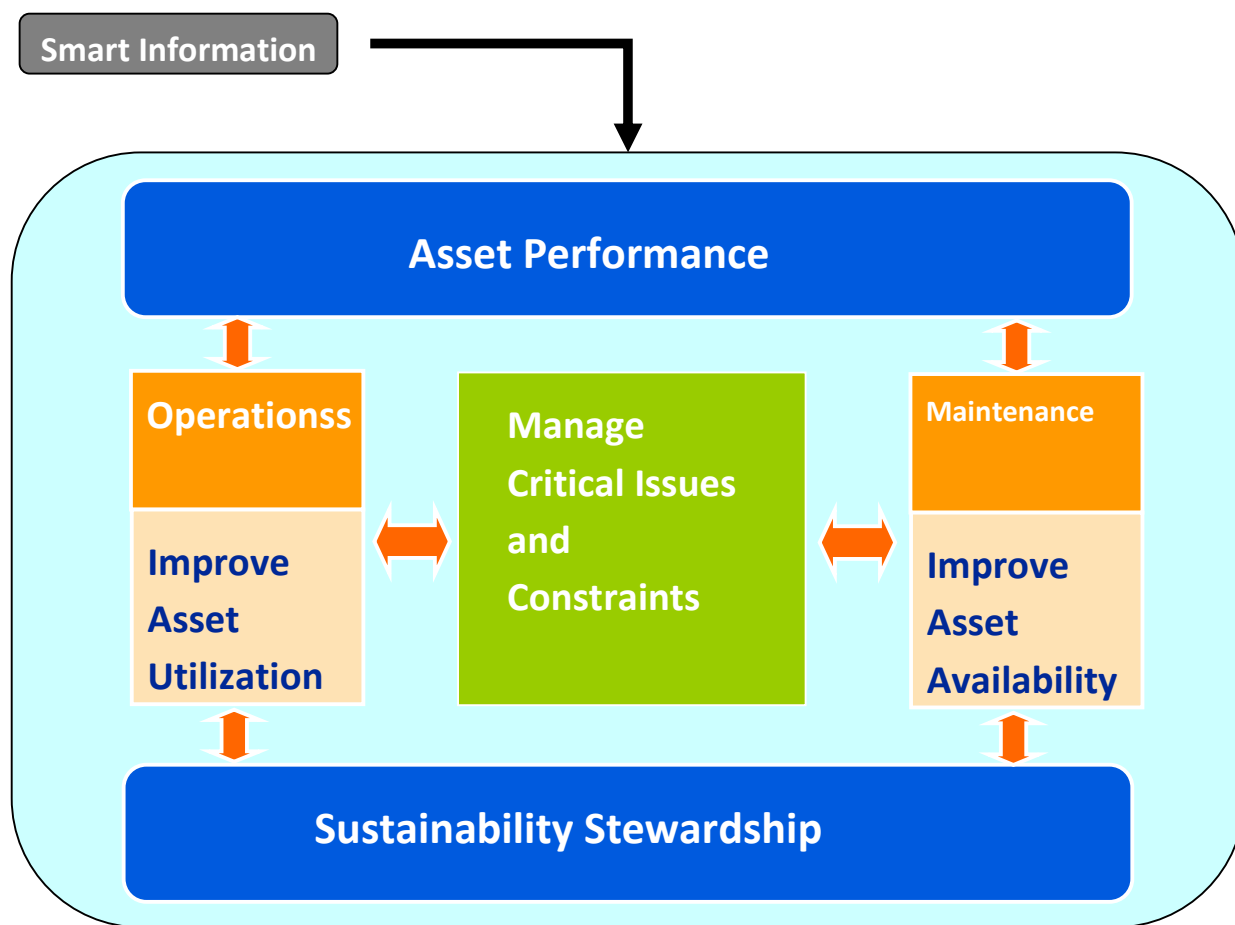 Smart Information
Asset Performance
Operationss
Improve
Asset
Utilization
Manage
Critical Issues
and
Constraints
Maintenance
Improve
Asset
Availability
Sustainability Stewardship